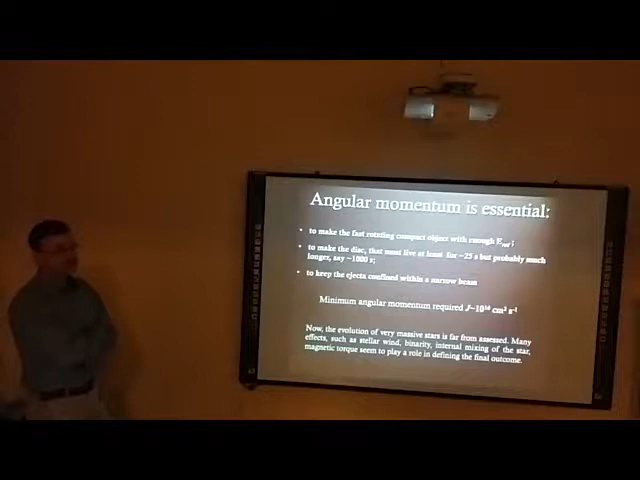 Angular momentum is essential:
• to make the fast rotating compact object with enough E_rot ;
• to make the disc, that must live at least for ~25 s but probably much
longer, say ~1000 s;
• to keep the ejecta confined within a narrow beam
Minimum angular momentum required J~10¹⁶ cm² s⁻¹
Now, the evolution of very massive stars is far from assessed. Many
effects, such as stellar wind, binarity, internal mixing of the star,
magnetic torque seem to play a role in defining the final outcome.